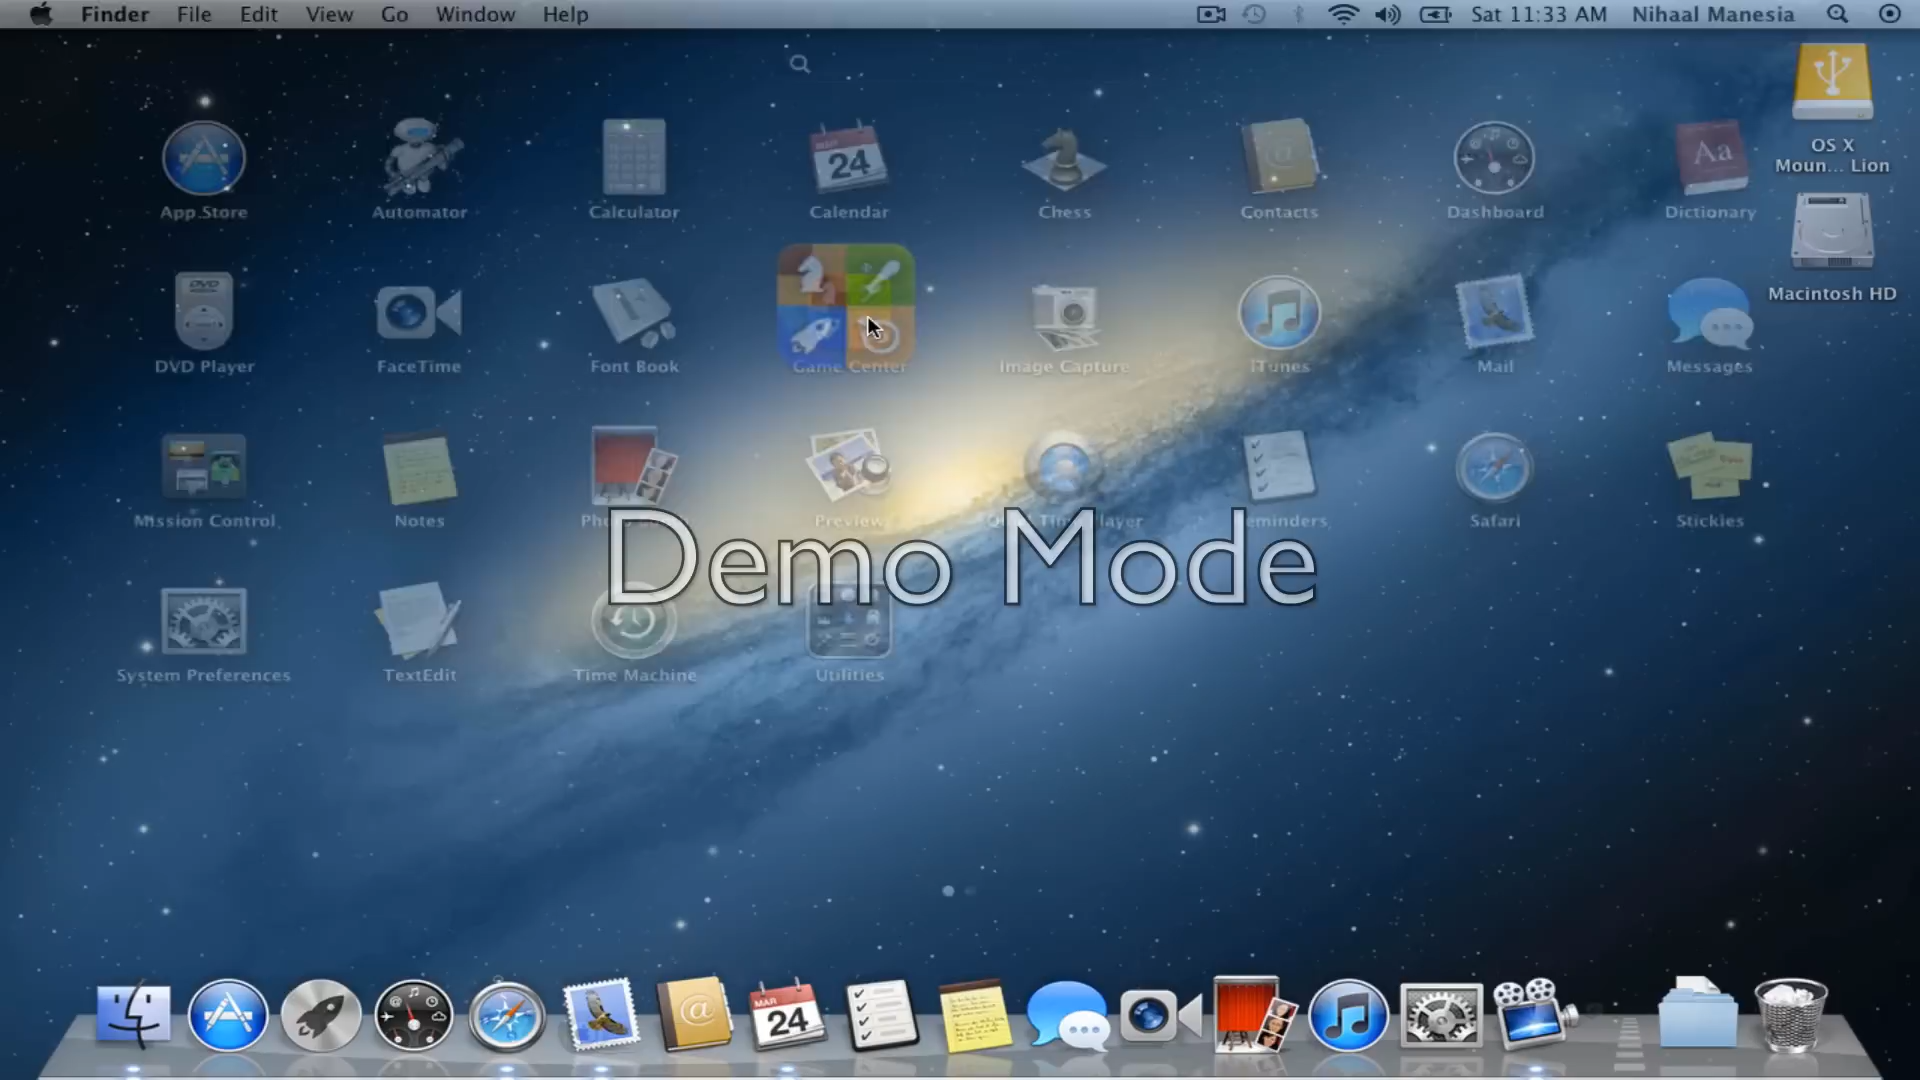 Finder File Edit View Go Window Help Sat 11:33 AM Nihaal Manesia
App Store Automator Calculator Calendar Chess Contacts Dashboard Dictionary
OS X
Moun... Lion
DVD Player FaceTime Font Book Game Center Image Capture iTunes Mail Messages
Macintosh HD
Mission Control Notes Preview Safari Stickies
Demo Mode
System Preferences TextEdit Time Machine Utilities
MAR
24
Aa
DVD
MAR
24